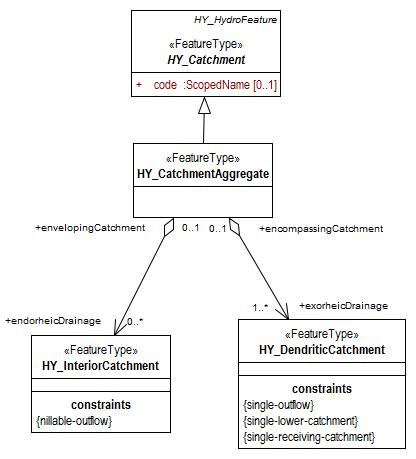 HY_HydroFeature
«FeatureType»
HY_Catchment
+ code :ScopedName [0..1]
«FeatureType»
HY_CatchmentAggregate
+envelopingCatchment 0..1 0..1 +encompassingCatchment
+endorheicDrainage 0..*
1..* +exorheicDrainage
«FeatureType»
HY_InteriorCatchment
constraints
{nillable-outflow}
«FeatureType»
HY_DendriticCatchment
constraints
{single-outflow}
{single-lower-catchment}
{single-receiving-catchment}